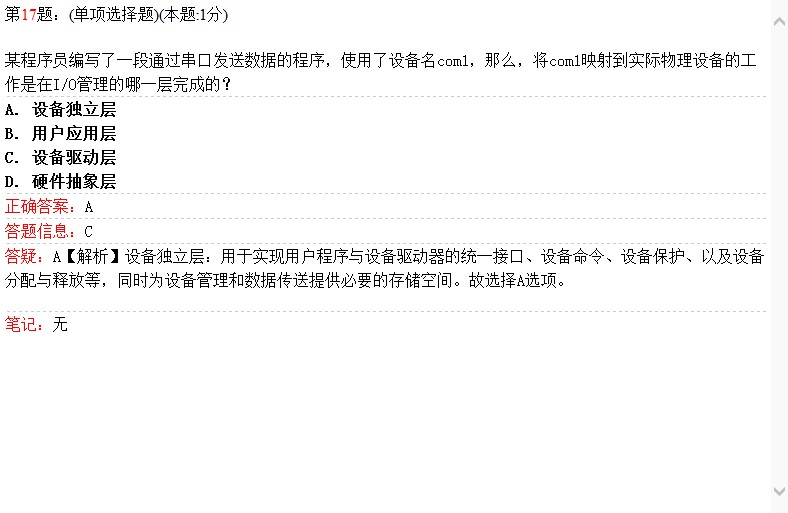 第17题：(单项选择题)(本题:1分)
某程序员编写了一段通过串口发送数据的程序，使用了设备名com1，那么，将com1映射到实际物理设备的工
作是在I/O管理的哪一层完成的？
A. 设备独立层
B. 用户应用层
C. 设备驱动层
D. 硬件抽象层
正确答案：A
答题信息：C
答疑：A【解析】设备独立层：用于实现用户程序与设备驱动器的统一接口、设备命令、设备保护、以及设备
分配与释放等，同时为设备管理和数据传送提供必要的存储空间。故选择A选项。
笔记：无